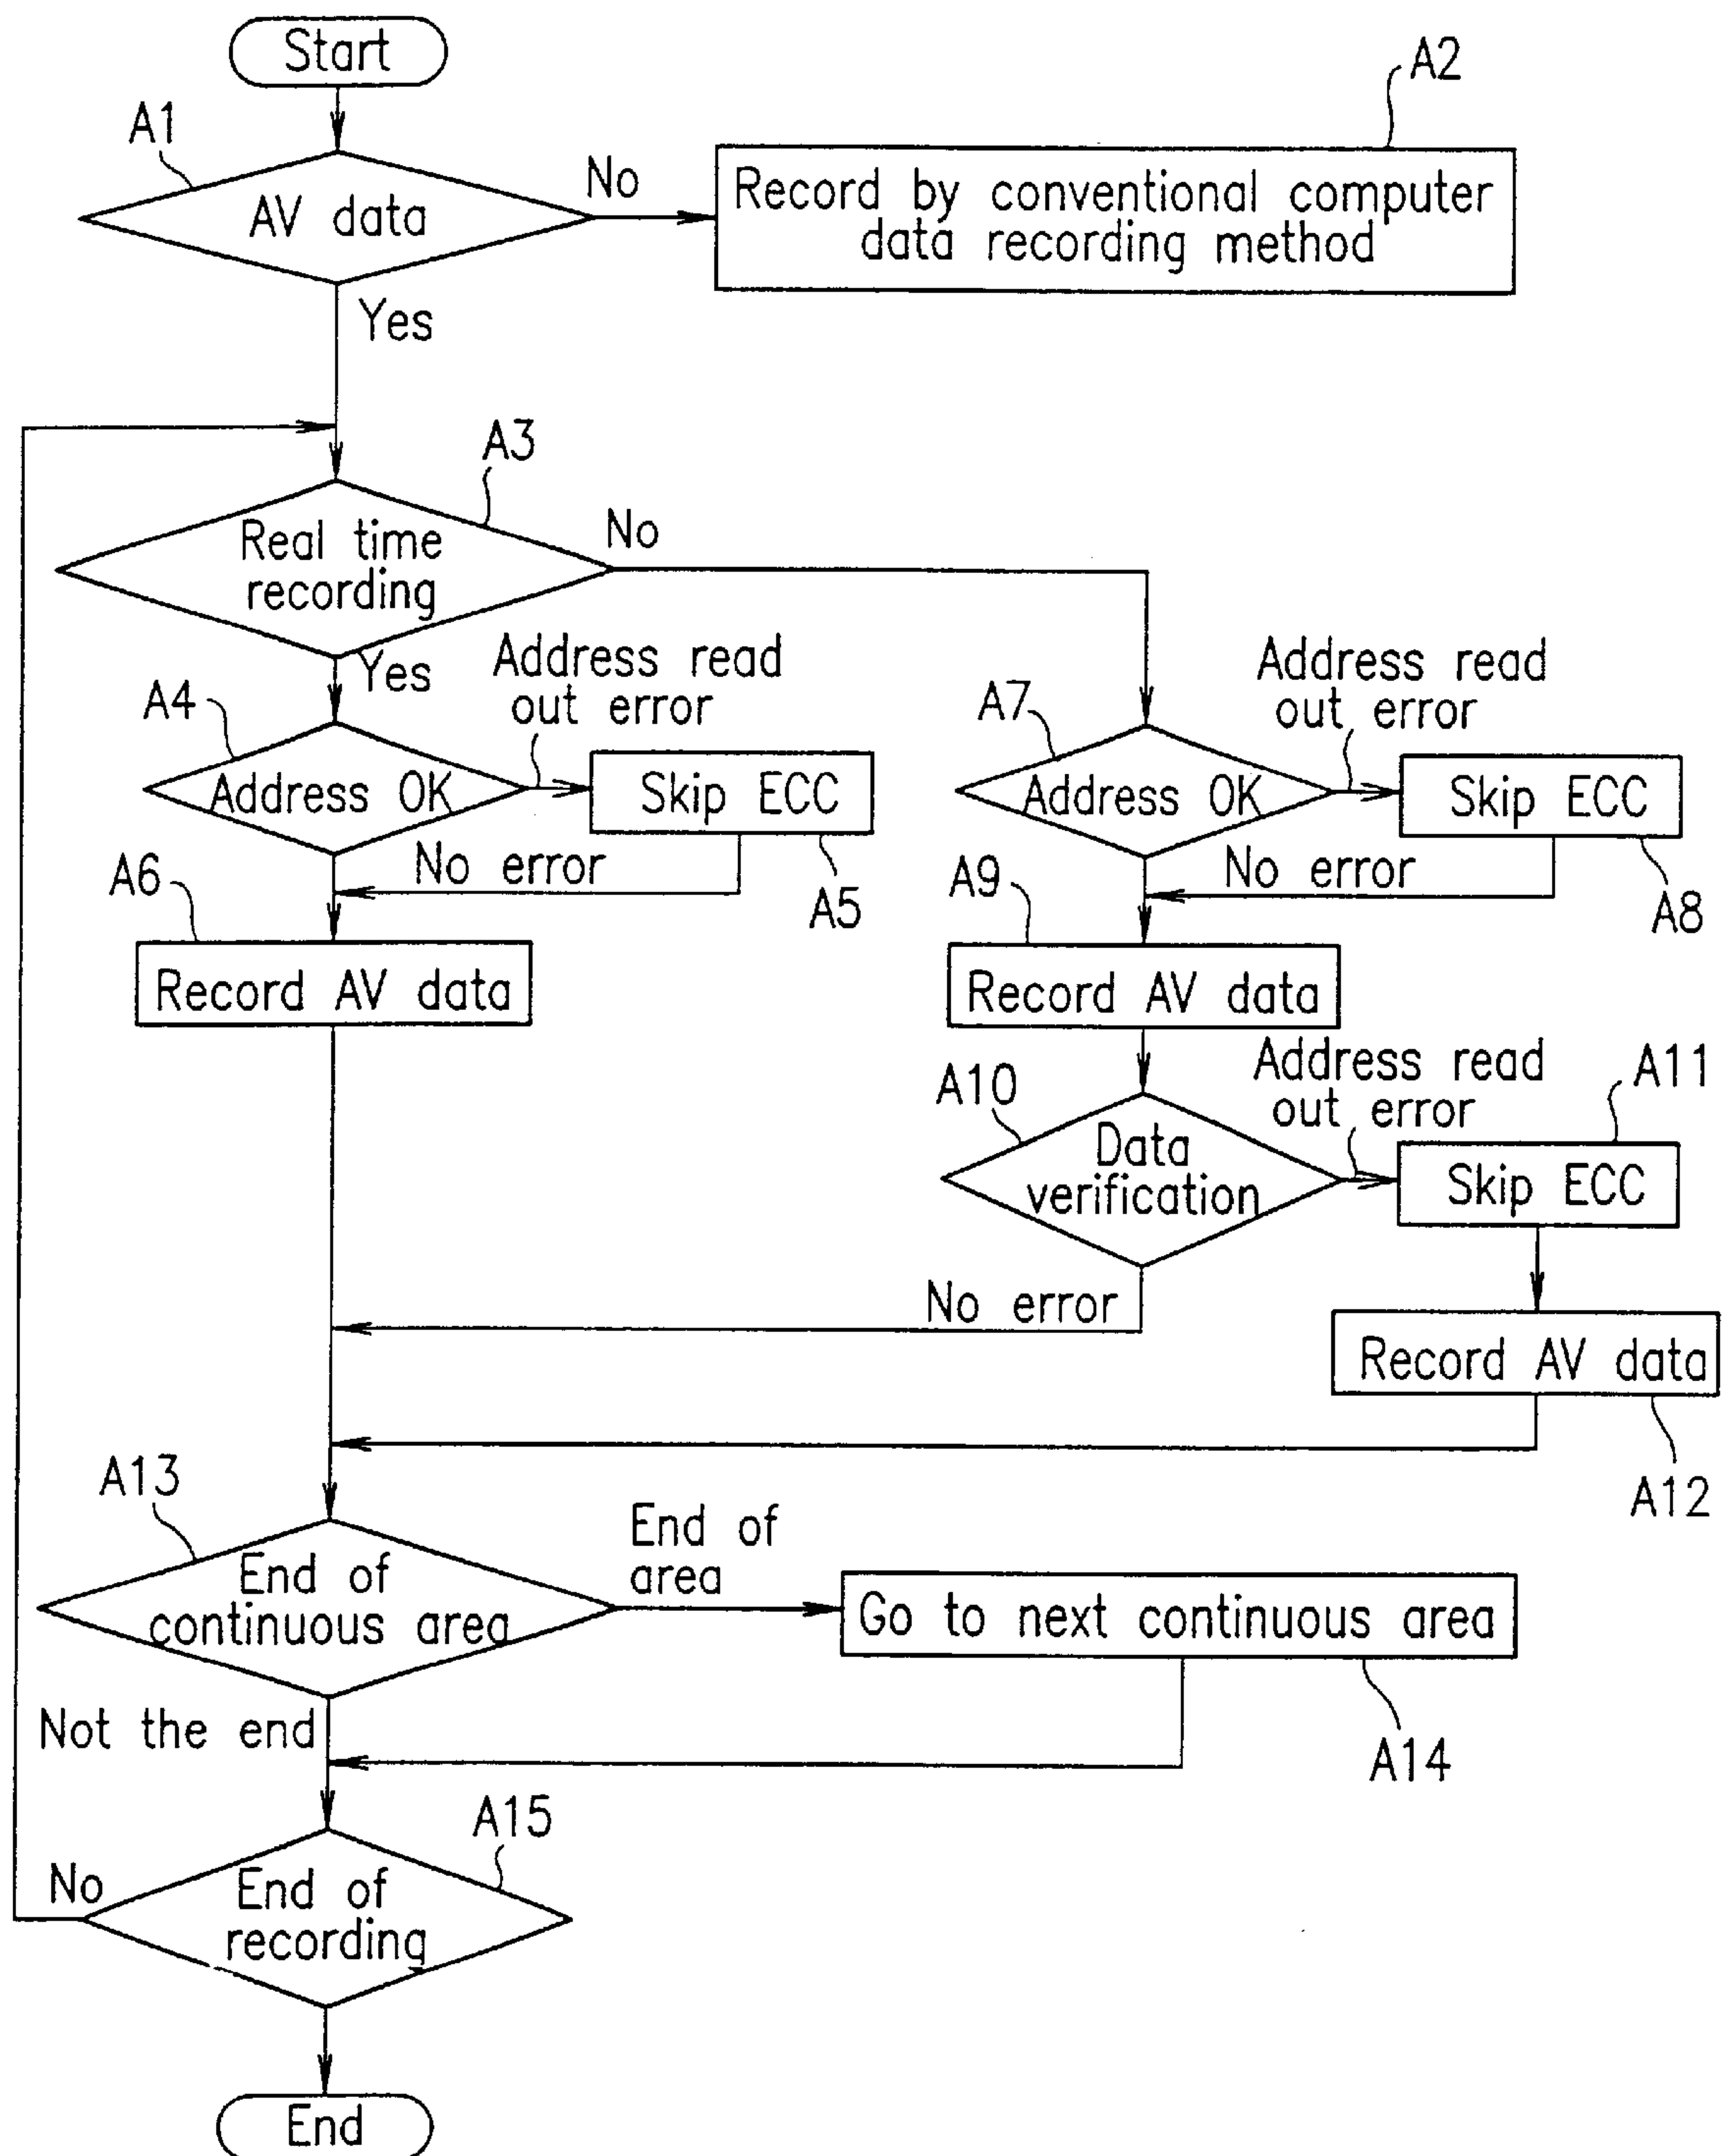 Start
A1
A2
AV data
No
Record by conventional computer
data recording method
Yes
A3
Real time
recording
No
Yes
Address read
out error
Address read
out error
A4
A7
Address OK
Skip ECC
Address OK
Skip ECC
No error
No error
A6
A5
A9
A8
Record AV data
Record AV data
Address read
out error
A10
A11
Data
verification
Skip ECC
No error
Record AV data
A13
A12
End of
continuous area
End of
area
Go to next continuous area
Not the end
A14
A15
No
End of
recording
End